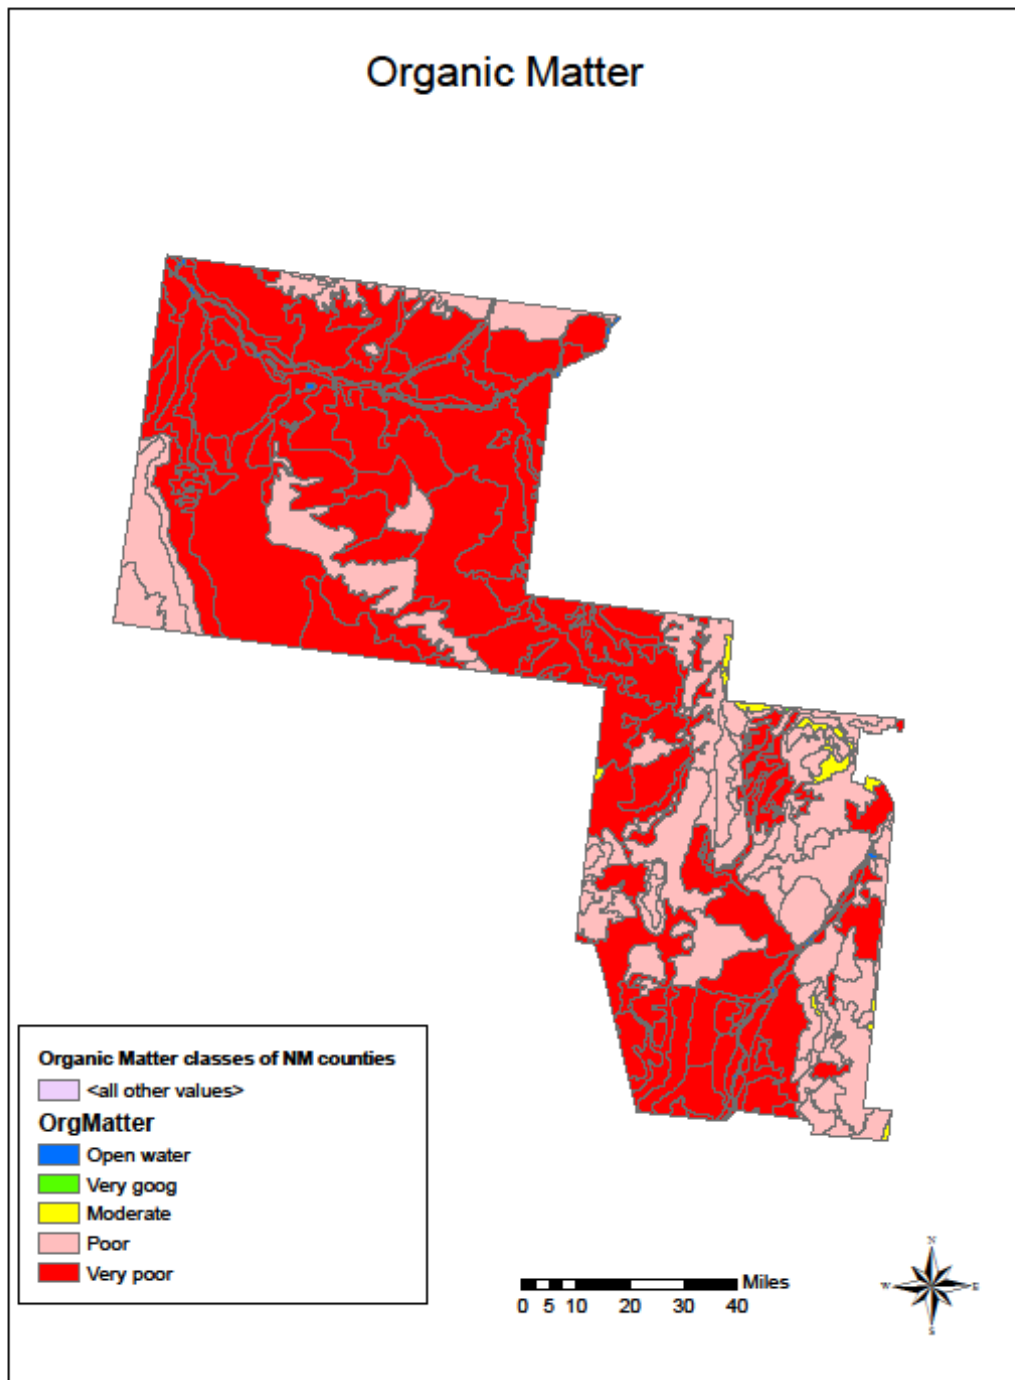 Organic Matter
Organic Matter classes of NM counties
<all other values>
OrgMatter
Open water
Very goog
Moderate
Poor
Very poor
Miles
0 5 10 20 30 40
N
W E
S